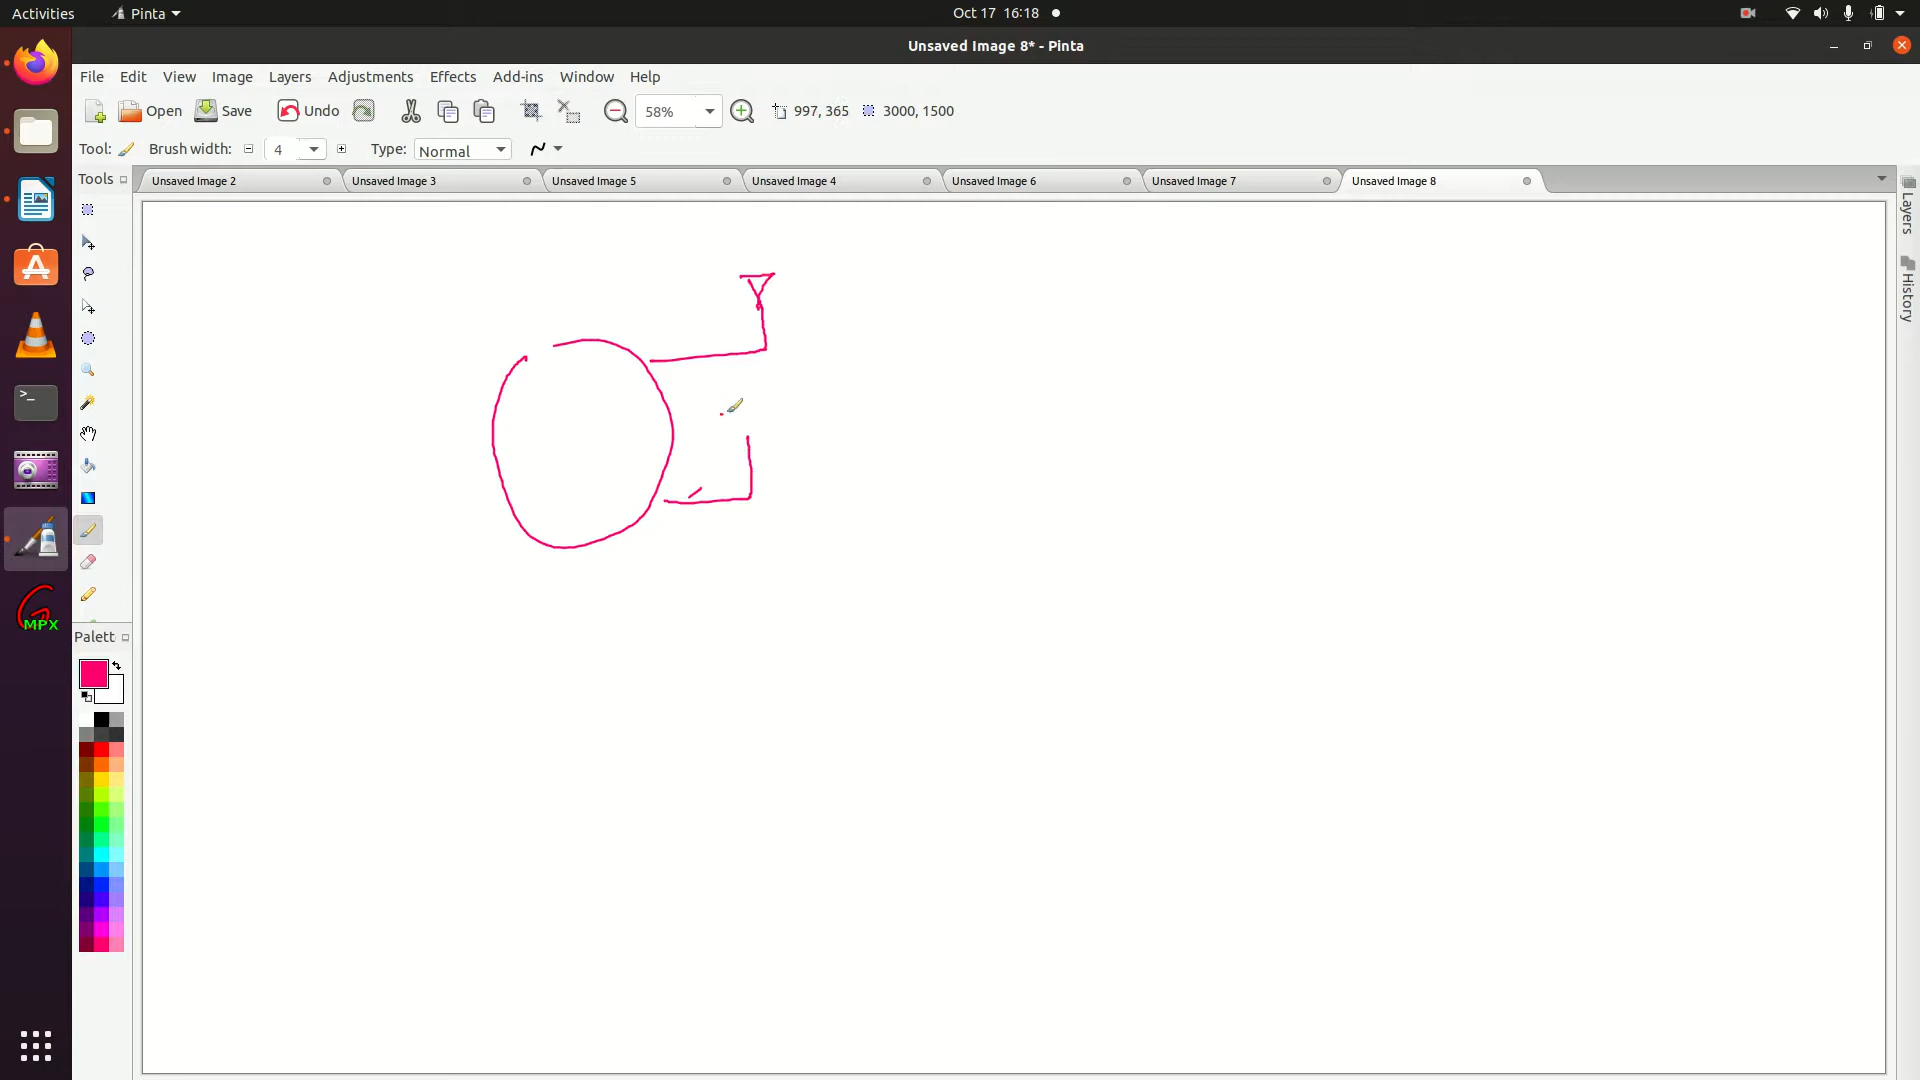 Activities Pinta Oct 17 16:18
Unsaved Image 8* - Pinta
File Edit View Image Layers Adjustments Effects Add-ins Window Help
Open Save Undo 58% 997, 365 3000, 1500
Tool: Brush width: 4 Type: Normal
Tools Unsaved Image 2 Unsaved Image 3 Unsaved Image 5 Unsaved Image 4 Unsaved Image 6 Unsaved Image 7 Unsaved Image 8
Layers
History
>_
MPX
Palett